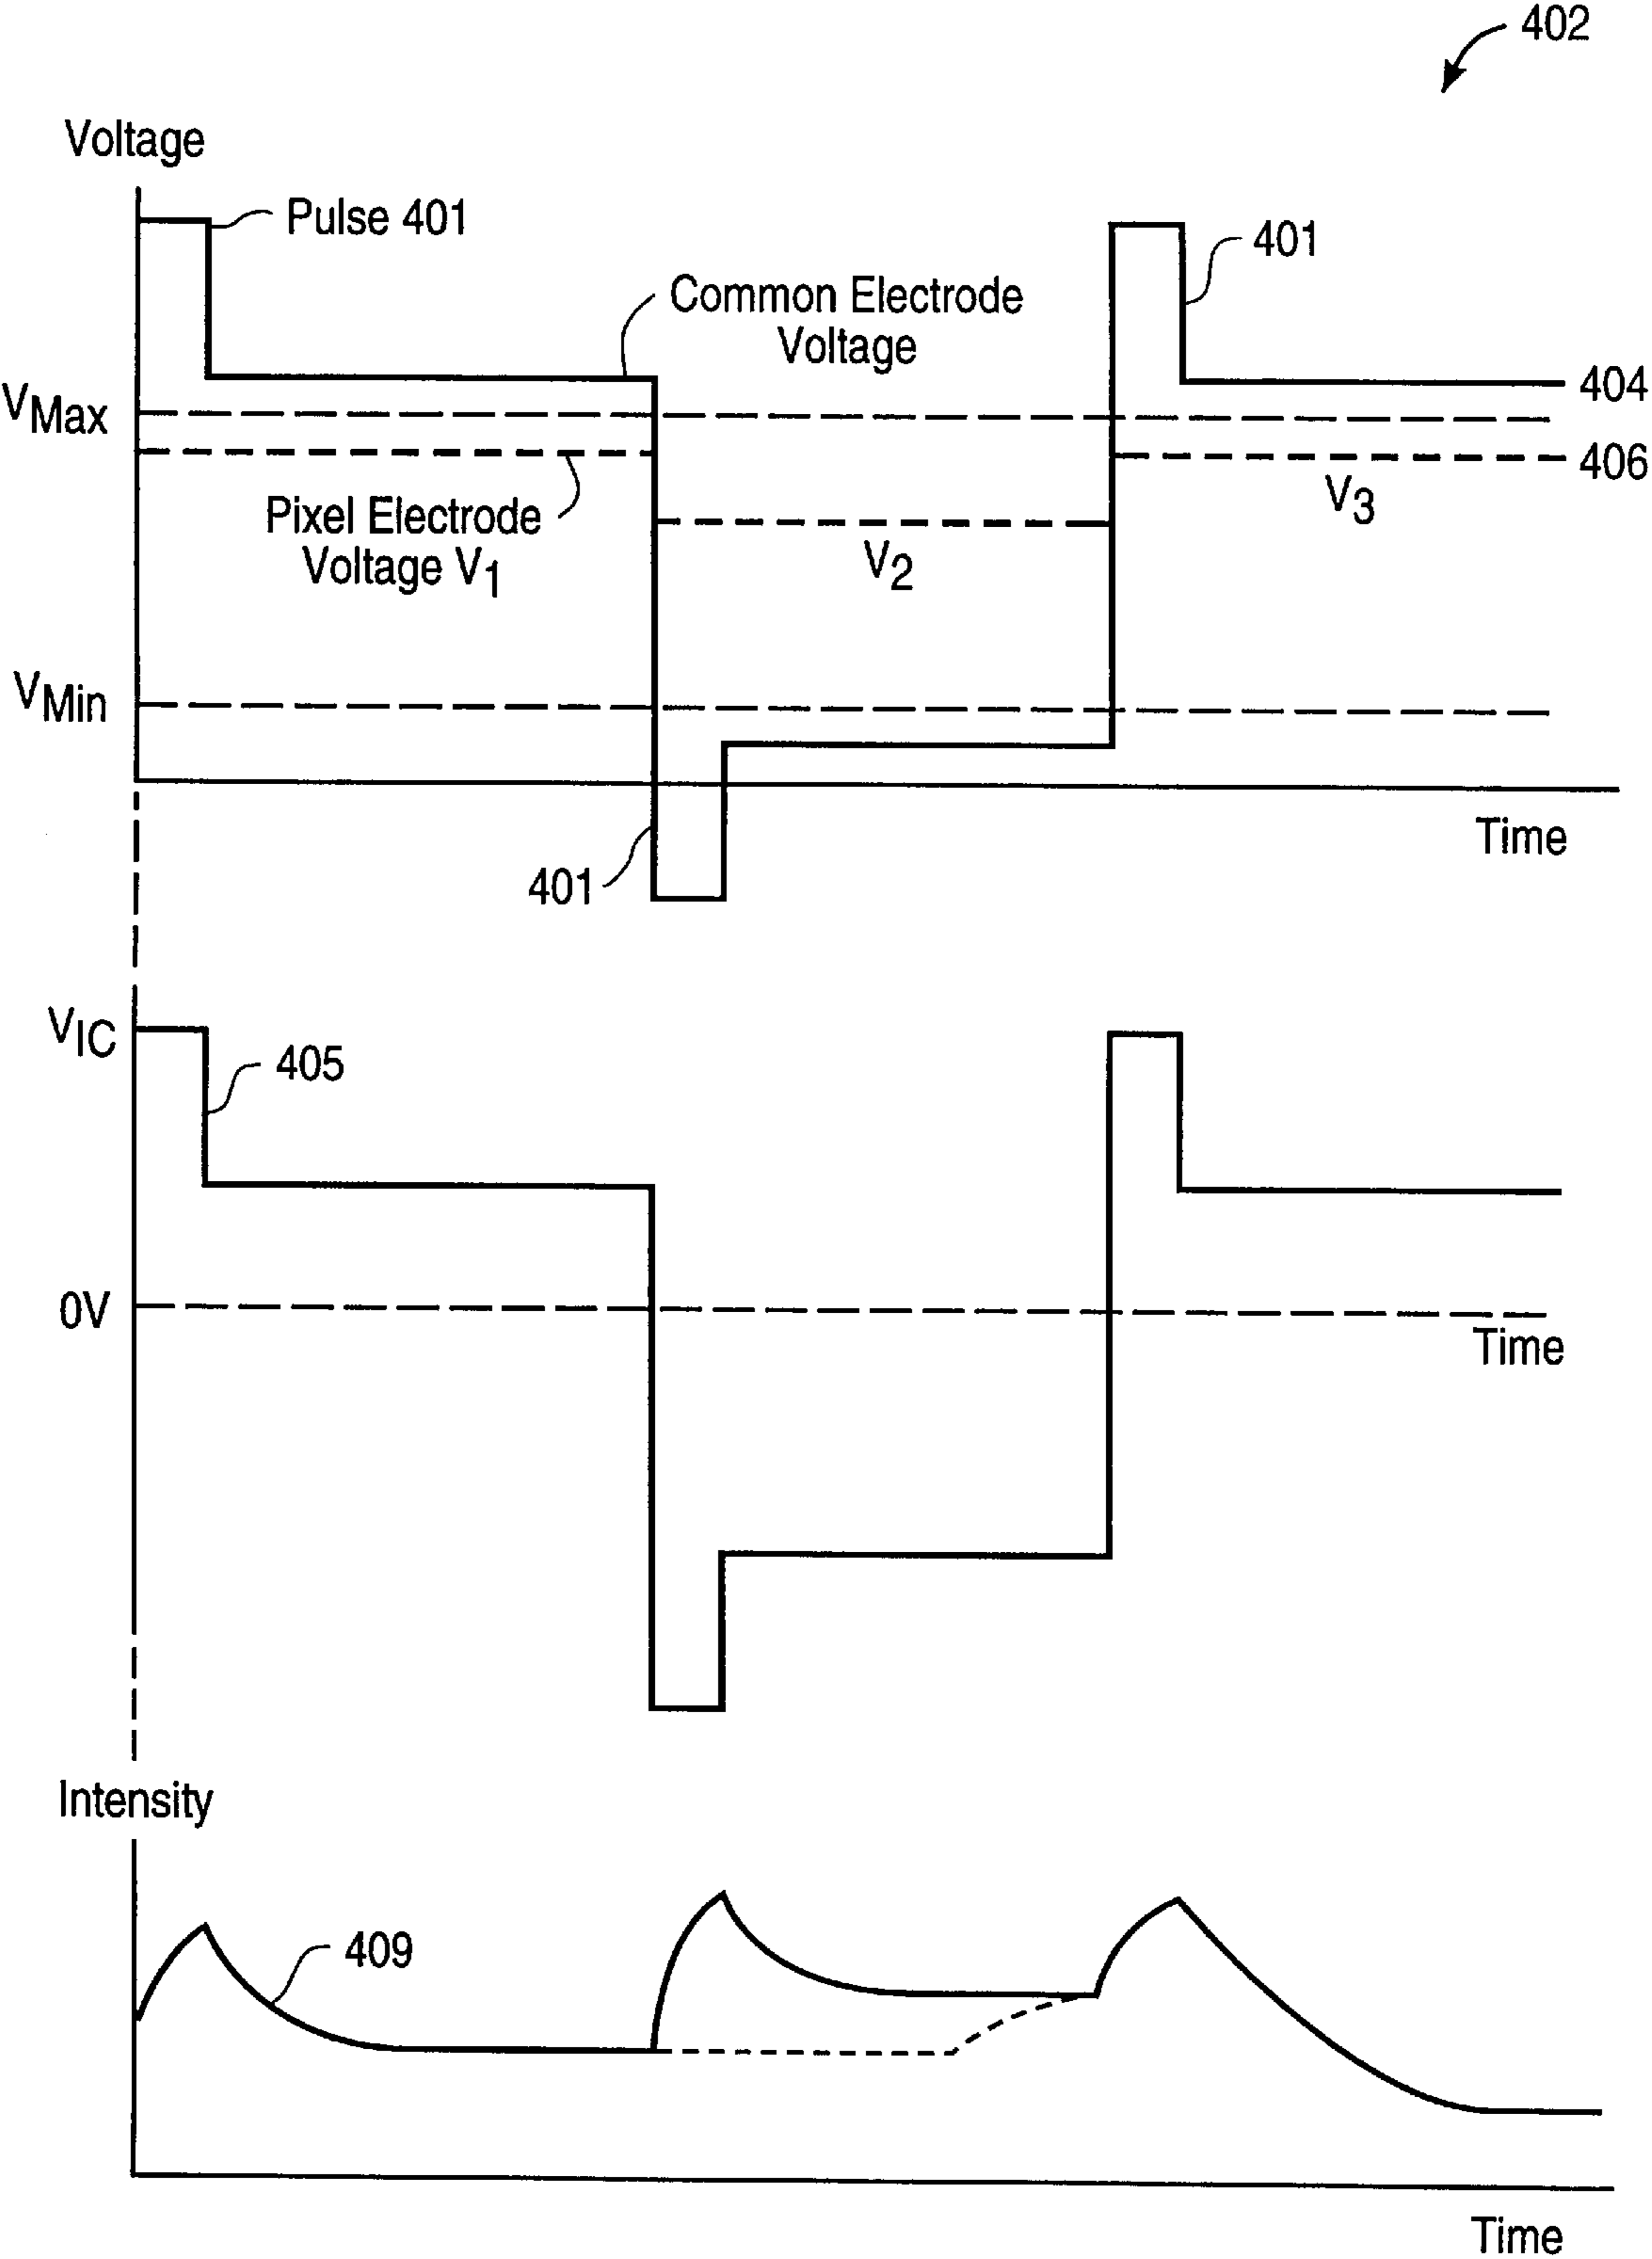 402
Voltage
Pulse 401
401
Common Electrode
Voltage
404
VMax
406
V3
Pixel Electrode
Voltage V1
V2
VMin
Time
401
VIC
405
0V
Time
Intensity
409
Time